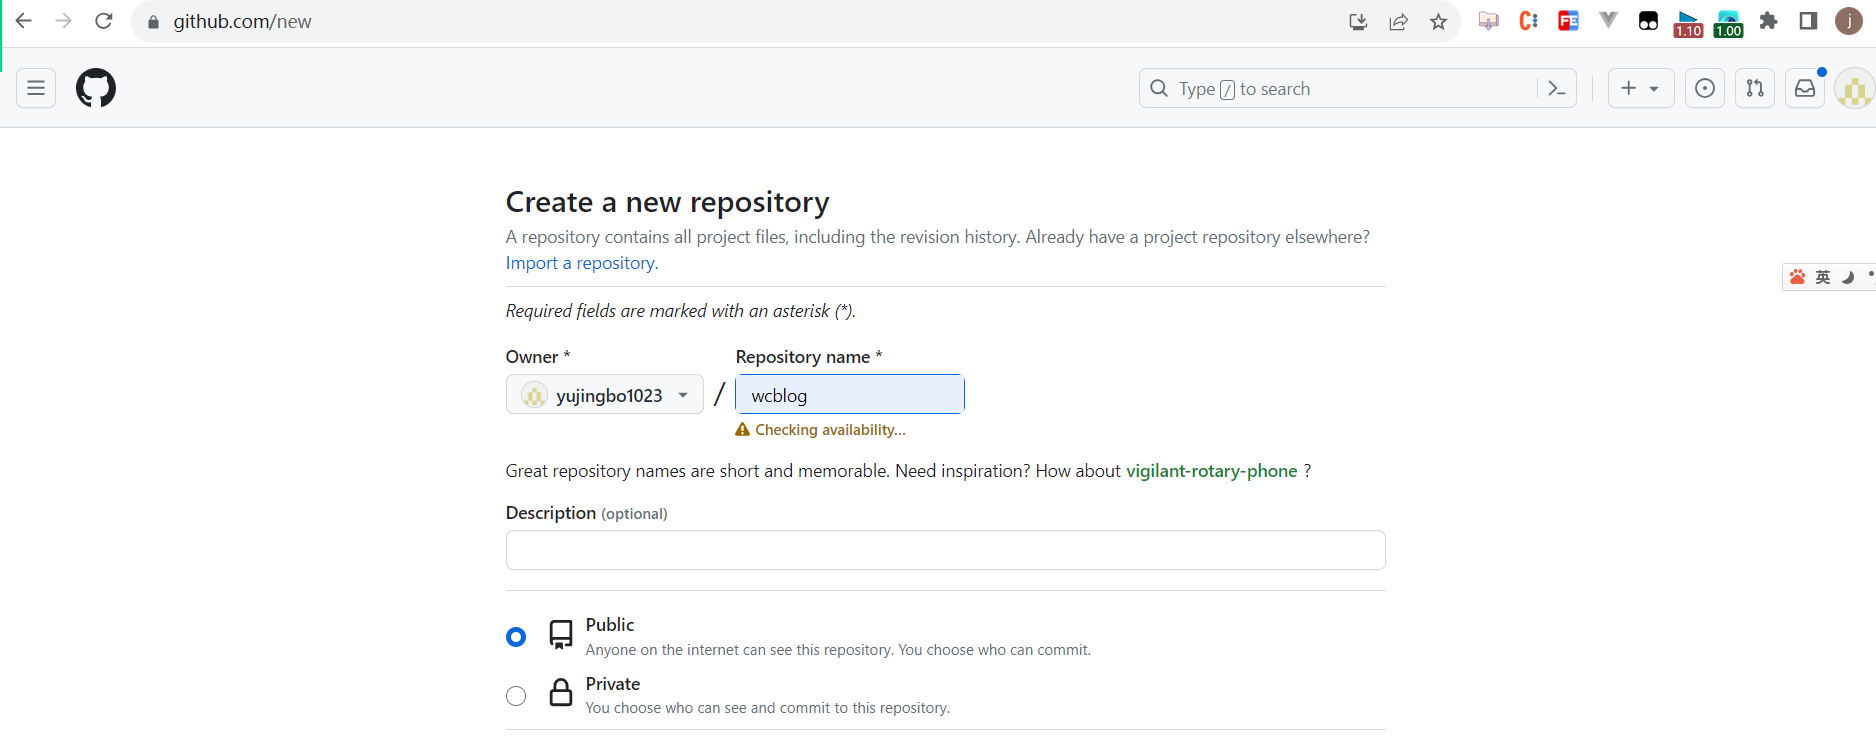 github.com/new
1.10
1.00
j
Type / to search
Create a new repository
A repository contains all project files, including the revision history. Already have a project repository elsewhere?
Import a repository.
英
Required fields are marked with an asterisk (*).
Owner *
Repository name *
yujingbo1023
/
wcblog
Checking availability...
Great repository names are short and memorable. Need inspiration? How about vigilant-rotary-phone ?
Description (optional)
Public
Anyone on the internet can see this repository. You choose who can commit.
Private
You choose who can see and commit to this repository.